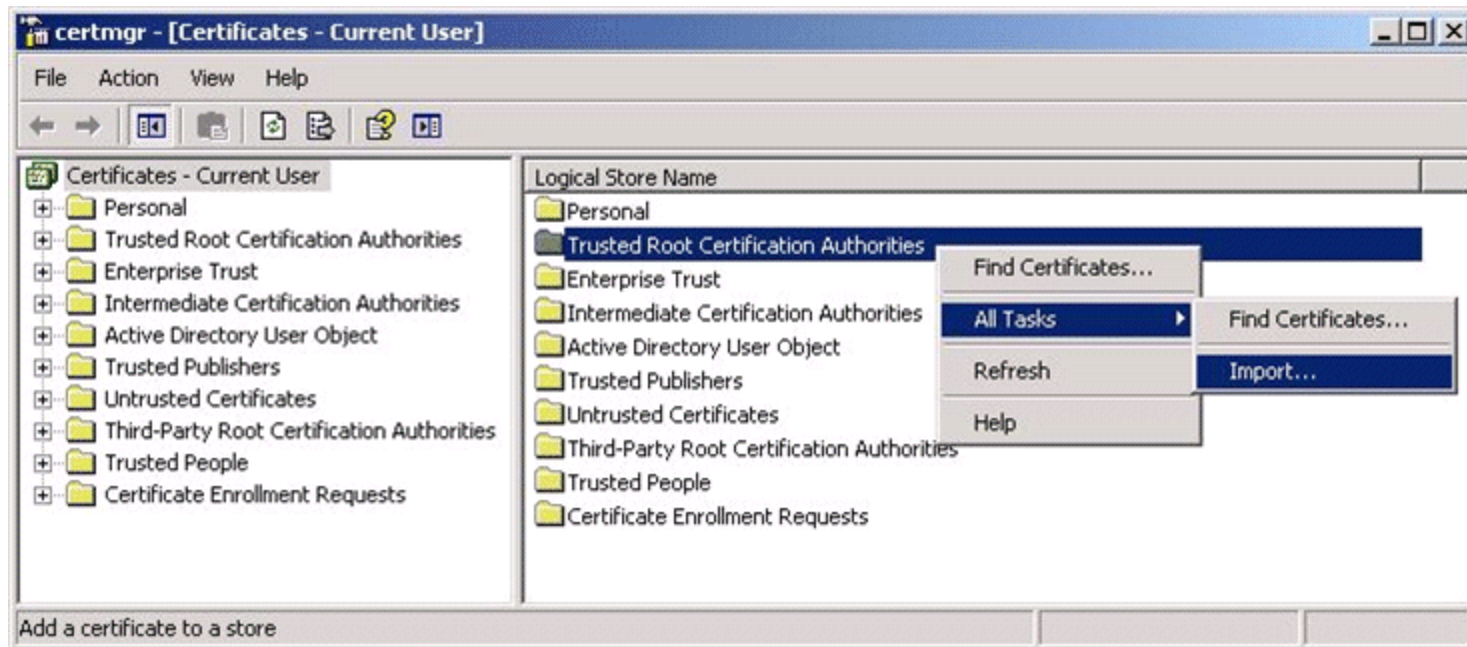 certmgr - [Certificates - Current User]
File Action View Help
Certificates - Current User
Personal
Trusted Root Certification Authorities
Enterprise Trust
Intermediate Certification Authorities
Active Directory User Object
Trusted Publishers
Untrusted Certificates
Third-Party Root Certification Authorities
Trusted People
Certificate Enrollment Requests
Logical Store Name
Personal
Trusted Root Certification Authorities
Enterprise Trust
Intermediate Certification Authorities
Active Directory User Object
Trusted Publishers
Untrusted Certificates
Third-Party Root Certification Authorities
Trusted People
Certificate Enrollment Requests
Find Certificates...
All Tasks
Refresh
Help
Find Certificates...
Import...
Add a certificate to a store